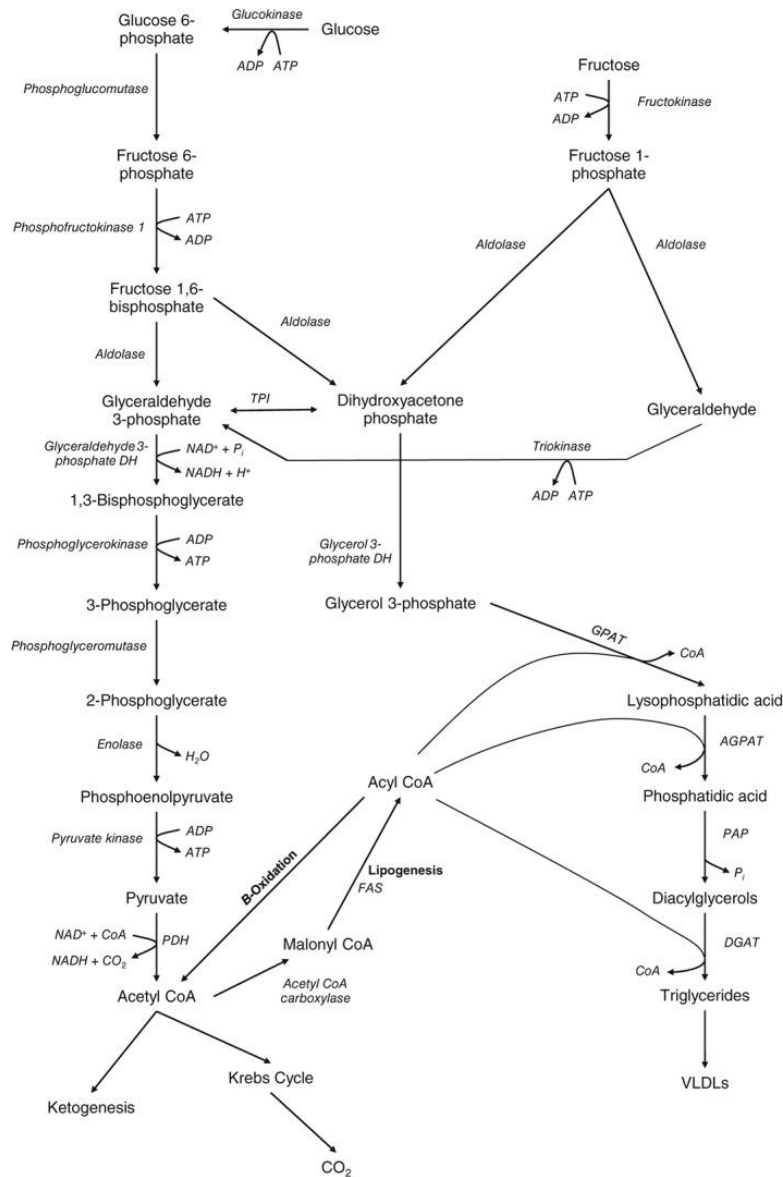 Glucose 6-
phosphate
Glucokinase
Glucose
ADP ATP
Phosphoglucomutase
Fructose
ATP
ADP
Fructokinase
Fructose 6-
phosphate
Fructose 1-
phosphate
Phosphofructokinase 1
ATP
ADP
Aldolase
Aldolase
Fructose 1,6-
bisphosphate
Aldolase
Aldolase
Glyceraldehyde
3-phosphate
TPI
Dihydroxyacetone
phosphate
Glyceraldehyde
Glyceraldehyde 3-
phosphate DH
NAD⁺ + Pᵢ
NADH + H⁺
Triokinase
ADP ATP
1,3-Bisphosphoglycerate
Phosphoglycerokinase
ADP
ATP
Glycerol 3-
phosphate DH
3-Phosphoglycerate
Glycerol 3-phosphate
Phosphoglyceromutase
GPAT
CoA
2-Phosphoglycerate
Lysophosphatidic acid
Enolase
H₂O
AGPAT
CoA
Phosphoenolpyruvate
Acyl CoA
Phosphatidic acid
Pyruvate kinase
ADP
ATP
PAP
Pᵢ
B-Oxidation
Lipogenesis
FAS
Pyruvate
Diacylglycerols
NAD⁺ + CoA
NADH + CO₂
PDH
Malonyl CoA
DGAT
CoA
Acetyl CoA
Acetyl CoA
carboxylase
Triglycerides
Ketogenesis
Krebs Cycle
VLDLs
CO₂